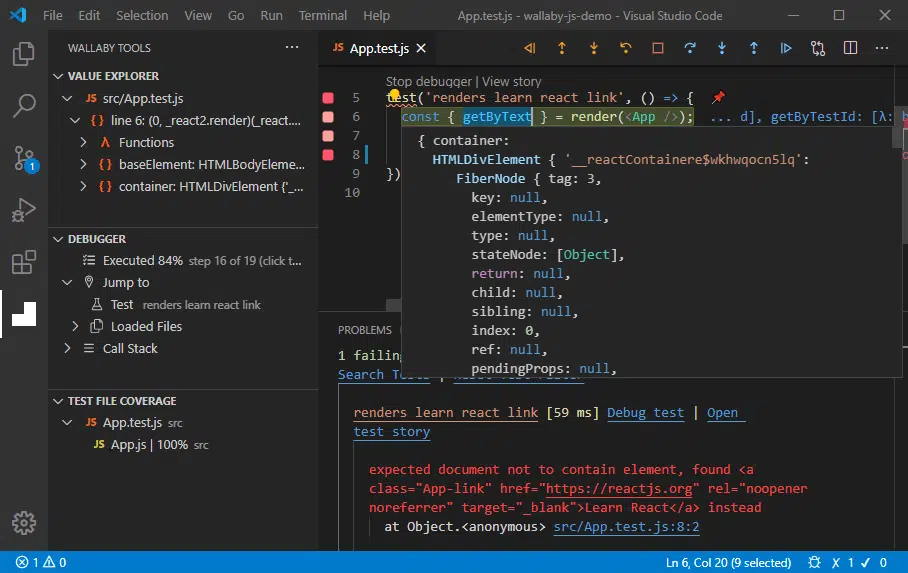 File Edit Selection View Go Run Terminal Help App.test.js - wallaby-js-demo - Visual Studio Code
WALLABY TOOLS
VALUE EXPLORER
JS src/App.test.js
{} line 6: (0, _react2.render)(_react....
λ Functions
{} baseElement: HTMLBodyEleme...
{} container: HTMLDivElement {'_...
1
DEBUGGER
Executed 84% step 16 of 19 (click t...
Jump to
Test renders learn react link
Loaded Files
Call Stack
TEST FILE COVERAGE
JS App.test.js src
JS App.js | 100% src
JS App.test.js
Stop debugger | View story
5 test('renders learn react link', () => {
6 const { getByText } = render(<App />); ... d], getByTestId: [λ: b
7
8
9 })
10
{ container:
HTMLDivElement { '__reactContainere$wkhwqocn5lq':
FiberNode { tag: 3,
key: null,
elementType: null,
type: null,
stateNode: [Object],
return: null,
child: null,
sibling: null,
index: 0,
ref: null,
pendingProps: null,
PROBLEMS
1 failing
Search Tests |
renders learn react link [59 ms] Debug test | Open
test story
expected document not to contain element, found <a
class="App-link" href="https://reactjs.org" rel="noopener
noreferrer" target="_blank">Learn React</a> instead
at Object.<anonymous> src/App.test.js:8:2
1 0 Ln 6, Col 20 (9 selected) ✗ 1 ✓ 0